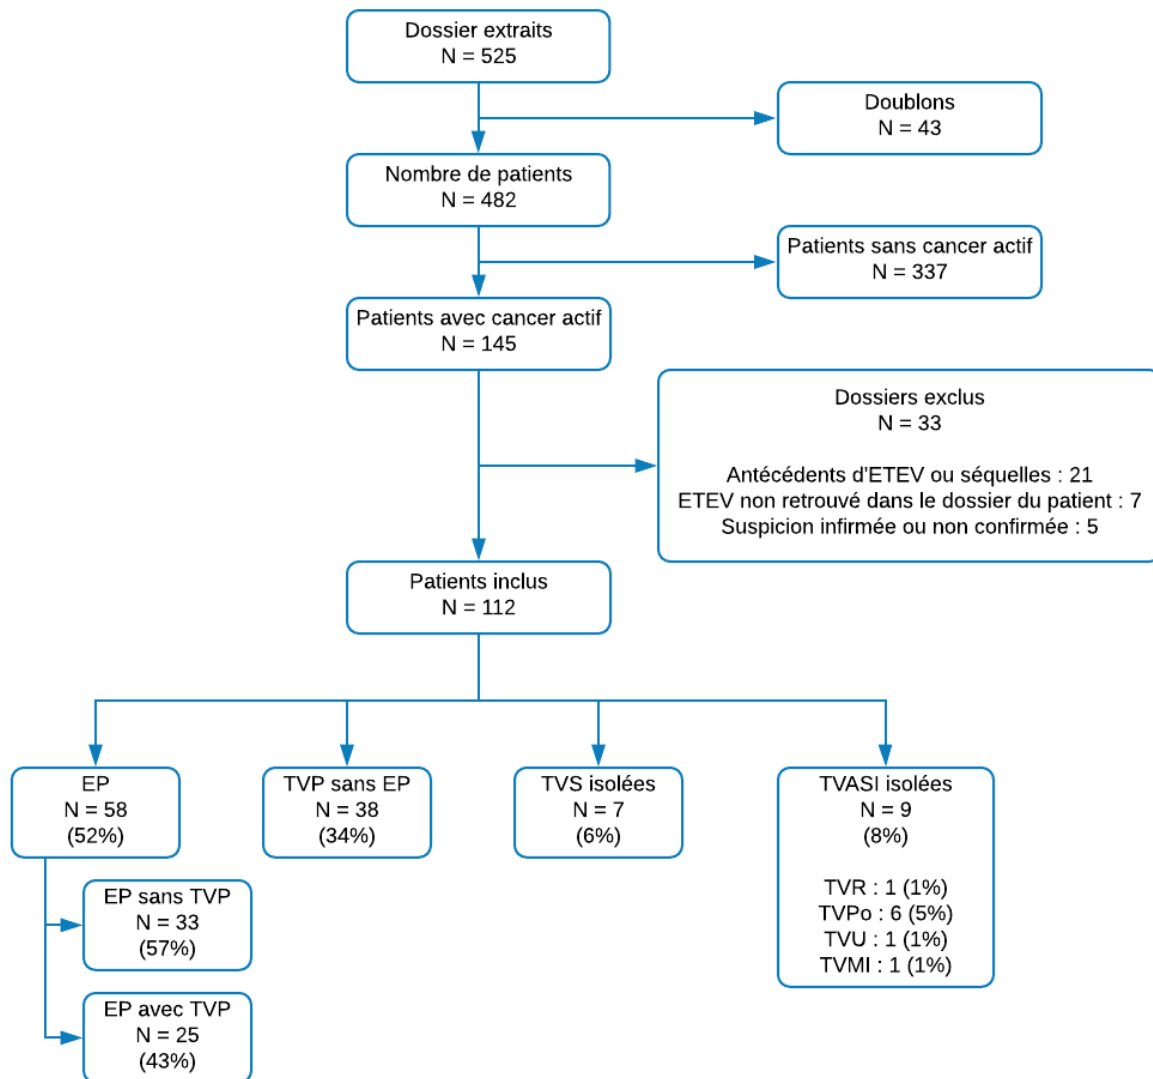 Dossier extraits
N = 525
Doublons
N = 43
Nombre de patients
N = 482
Patients sans cancer actif
N = 337
Patients avec cancer actif
N = 145
Dossiers exclus
N = 33
Antécédents d'ETEV ou séquelles : 21
ETEV non retrouvé dans le dossier du patient : 7
Suspicion infirmée ou non confirmée : 5
Patients inclus
N = 112
EP
N = 58
(52%)
TVP sans EP
N = 38
(34%)
TVS isolées
N = 7
(6%)
TVASI isolées
N = 9
(8%)
TVR : 1 (1%)
TVPo : 6 (5%)
TVU : 1 (1%)
TVMI : 1 (1%)
EP sans TVP
N = 33
(57%)
EP avec TVP
N = 25
(43%)